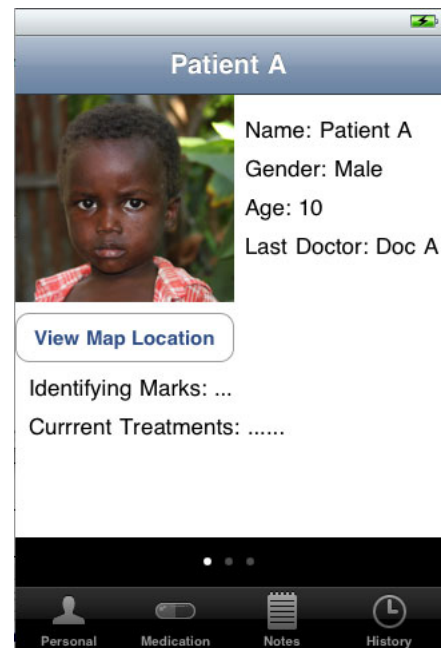 Patient A
Name: Patient A
Gender: Male
Age: 10
Last Doctor: Doc A
View Map Location
Identifying Marks: ...
Currrent Treatments: ......
Personal Medication Notes History